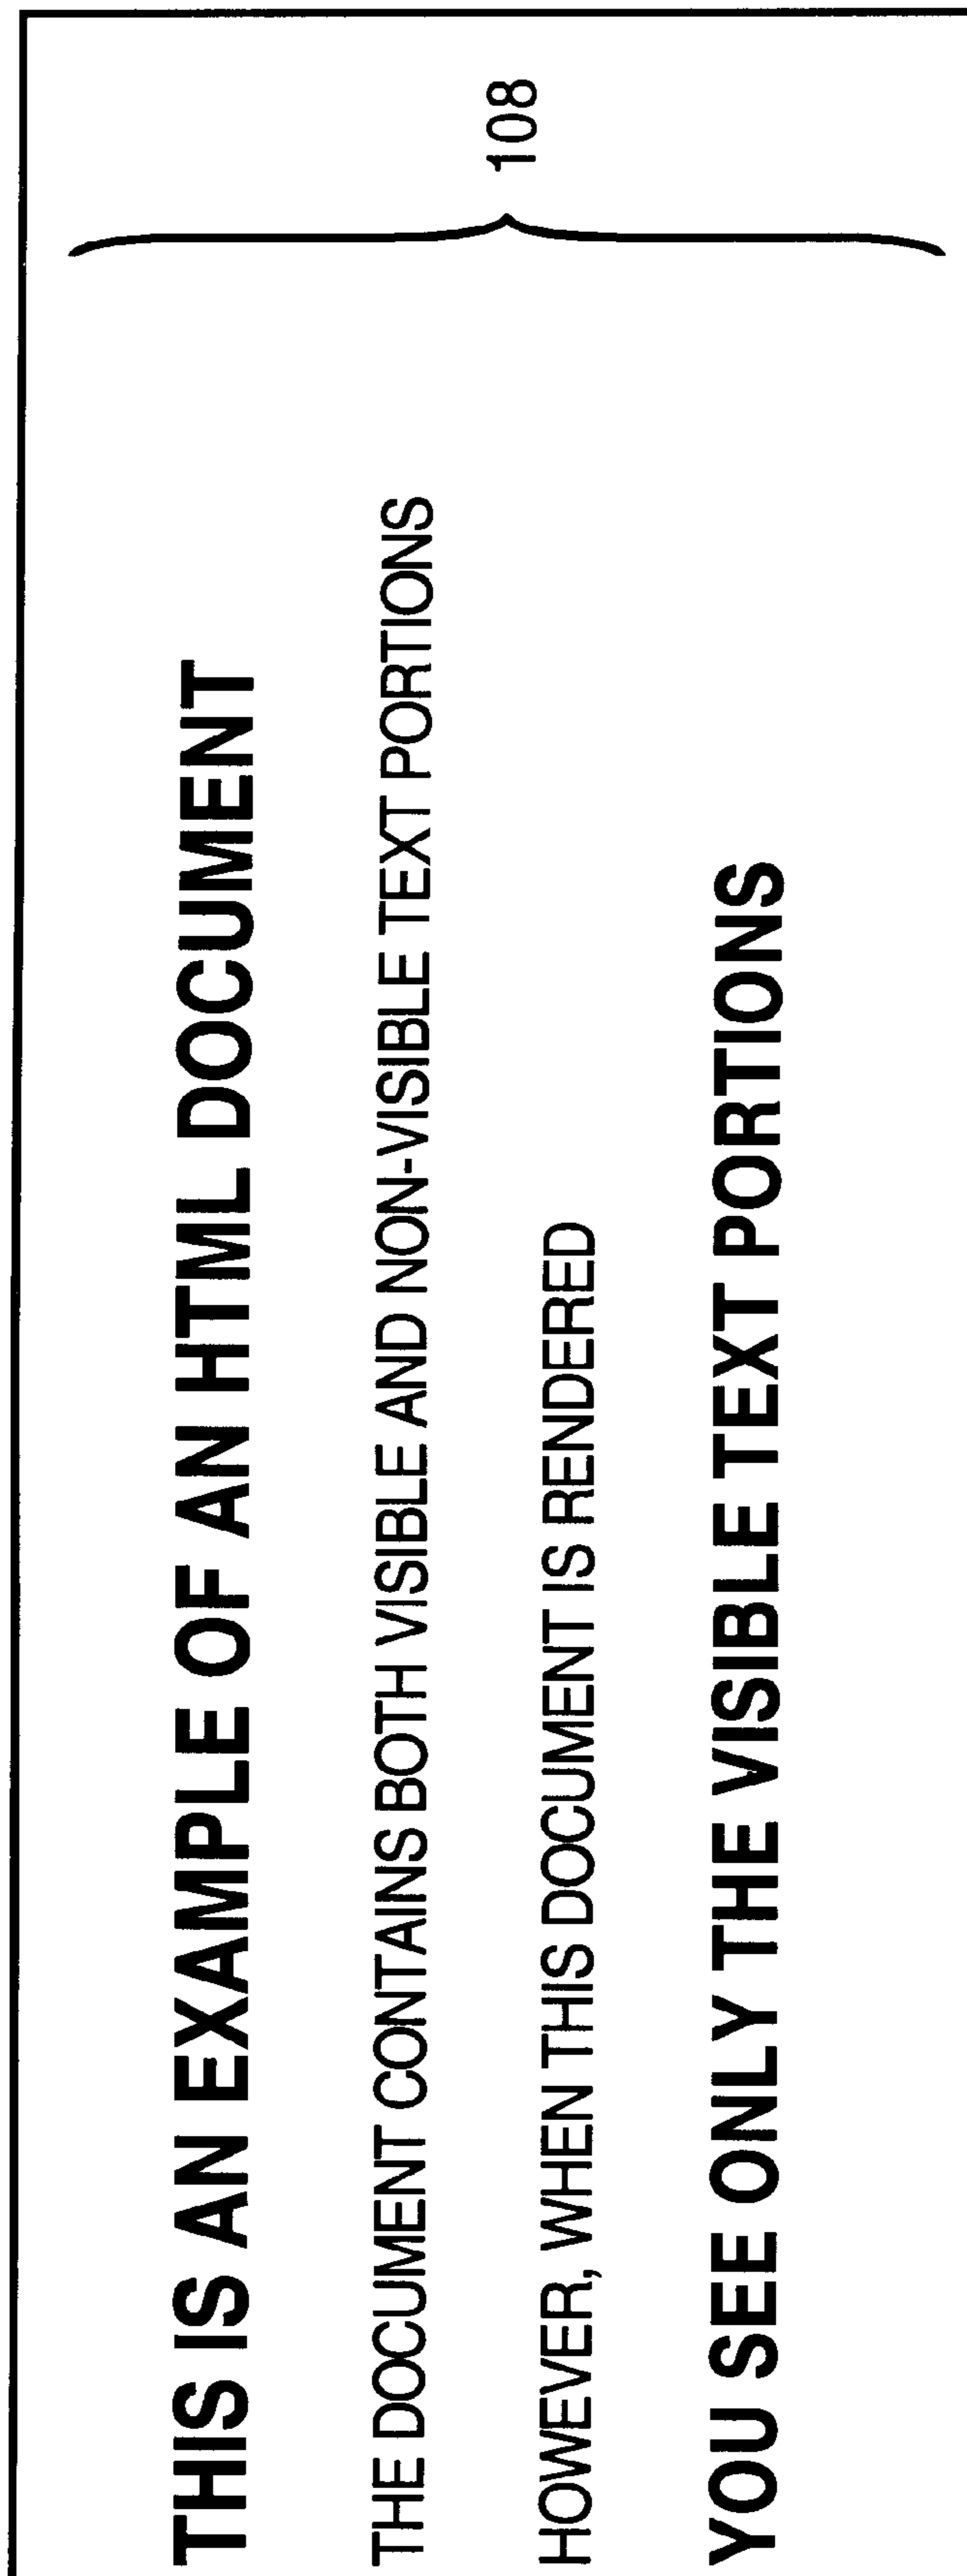 THIS IS AN EXAMPLE OF AN HTML DOCUMENT
THE DOCUMENT CONTAINS BOTH VISIBLE AND NON-VISIBLE TEXT PORTIONS
HOWEVER, WHEN THIS DOCUMENT IS RENDERED
YOU SEE ONLY THE VISIBLE TEXT PORTIONS
108